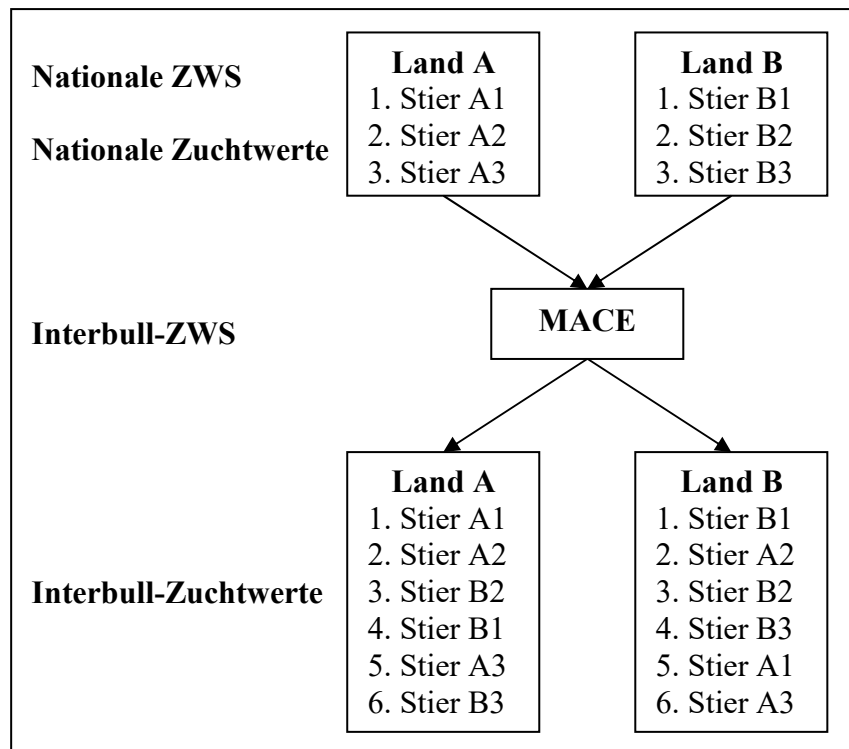 Nationale ZWS
Nationale Zuchtwerte
Land A
1. Stier A1
2. Stier A2
3. Stier A3
Land B
1. Stier B1
2. Stier B2
3. Stier B3
Interbull-ZWS
MACE
Interbull-Zuchtwerte
Land A
1. Stier A1
2. Stier A2
3. Stier B2
4. Stier B1
5. Stier A3
6. Stier B3
Land B
1. Stier B1
2. Stier A2
3. Stier B2
4. Stier B3
5. Stier A1
6. Stier A3